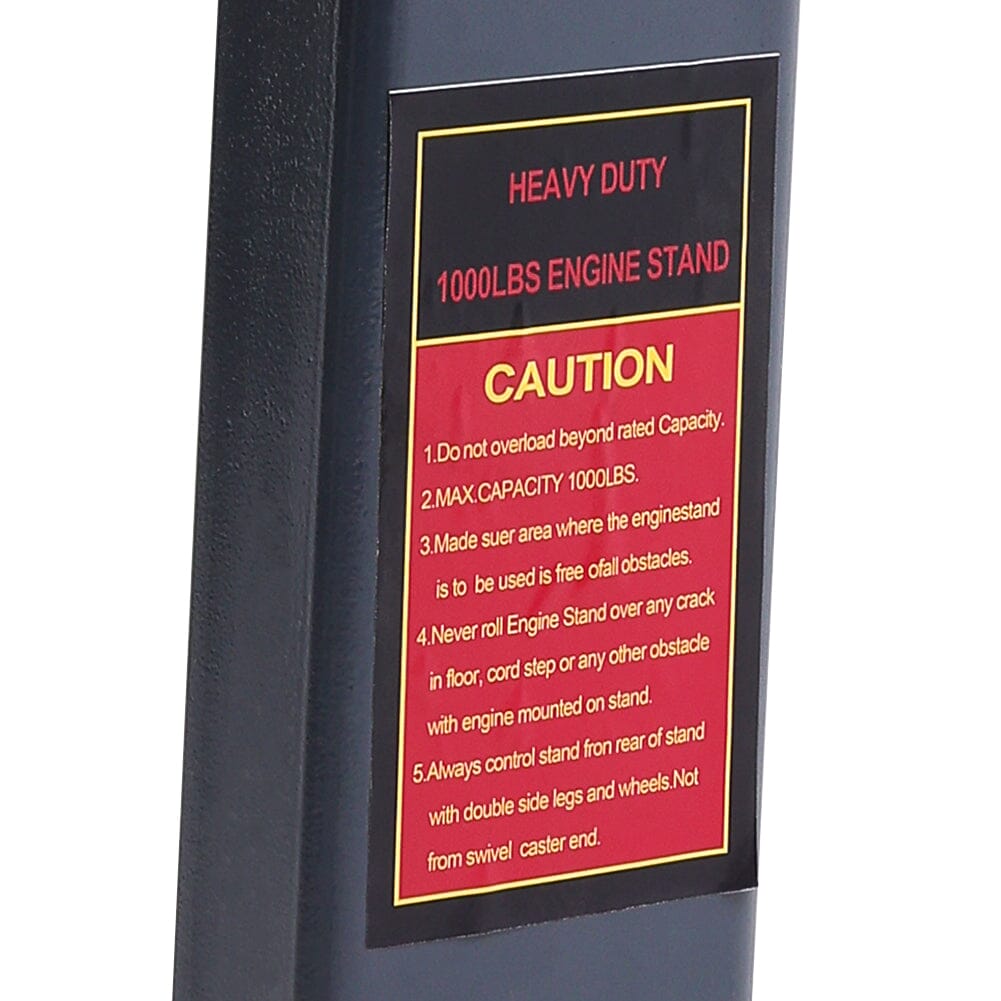 HEAVY DUTY
1000LBS ENGINE STAND
CAUTION
1.Do not overload beyond rated Capacity.
2.MAX.CAPACITY 1000LBS.
3.Made suer area where the enginestand
is to be used is free ofall obstacles.
4.Never roll Engine Stand over any crack
in floor, cord step or any other obstacle
with engine mounted on stand.
5.Always control stand fron rear of stand
with double side legs and wheels.Not
from swivel caster end.